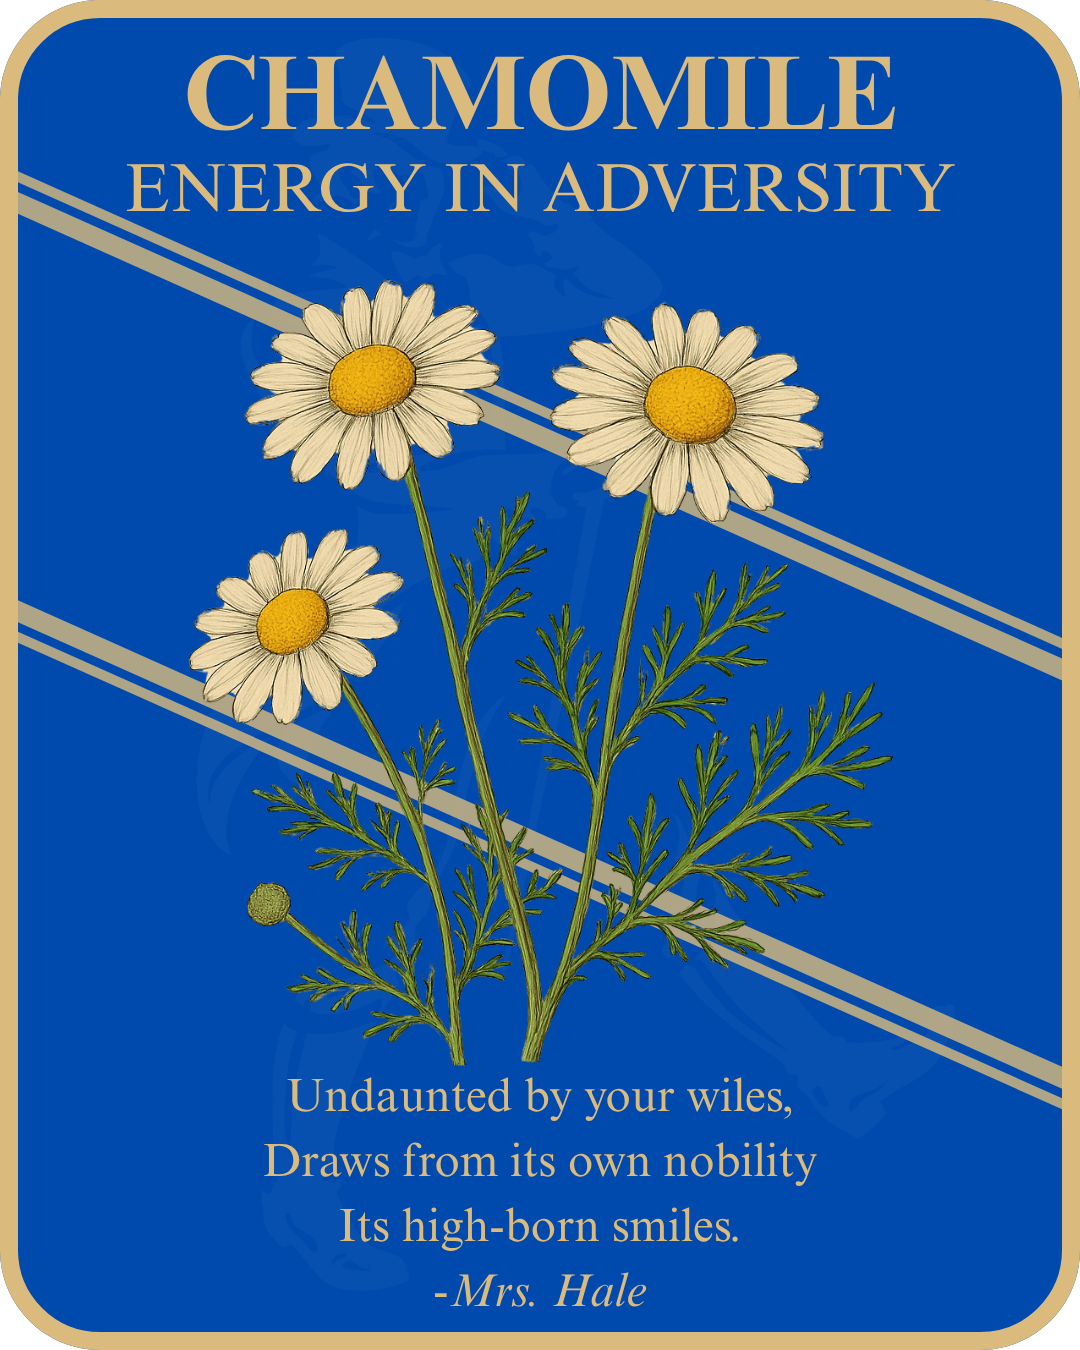 CHAMOMILE
ENERGY IN ADVERSITY
Undaunted by your wiles,
Draws from its own nobility
Its high-born smiles.
-Mrs. Hale